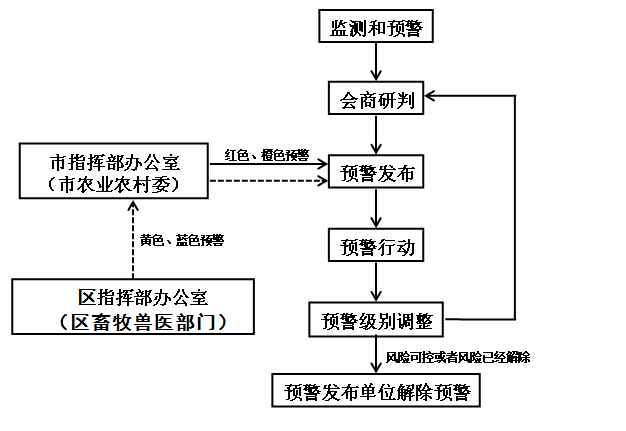 监测和预警
会商研判
市指挥部办公室
（市农业农村委）
红色、橙色预警
预警发布
黄色、蓝色预警
预警行动
区指挥部办公室
（区畜牧兽医部门）
预警级别调整
风险可控或者风险已经解除
预警发布单位解除预警